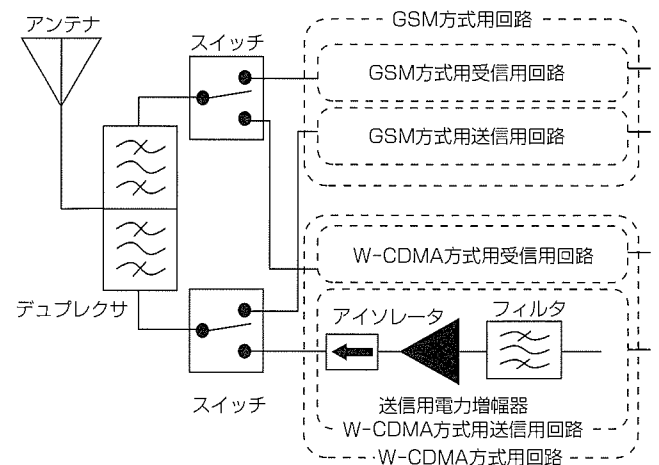 アンテナ
スイッチ
GSM方式用回路
GSM方式用受信用回路
GSM方式用送信用回路
デュプレクサ
スイッチ
W-CDMA方式用受信用回路
アイソレータ
フィルタ
送信用電力増幅器
W-CDMA方式用送信用回路
W-CDMA方式用回路